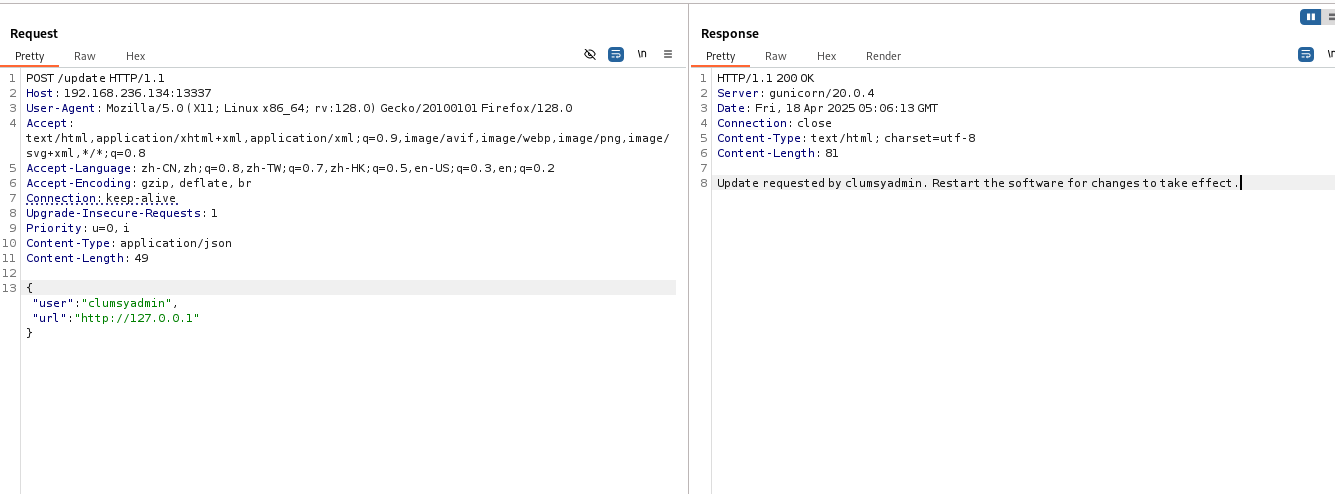 Request
Pretty Raw Hex
\n
1 POST /update HTTP/1.1
2 Host: 192.168.236.134:13337
3 User-Agent: Mozilla/5.0 (X11; Linux x86_64; rv:128.0) Gecko/20100101 Firefox/128.0
4 Accept:
text/html,application/xhtml+xml,application/xml;q=0.9,image/avif,image/webp,image/png,image/
svg+xml,*/*;q=0.8
5 Accept-Language: zh-CN,zh;q=0.8,zh-TW;q=0.7,zh-HK;q=0.5,en-US;q=0.3,en;q=0.2
6 Accept-Encoding: gzip, deflate, br
7 Connection: keep-alive
8 Upgrade-Insecure-Requests: 1
9 Priority: u=0, i
10 Content-Type: application/json
11 Content-Length: 49
12
13 {
"user":"clumsyadmin",
"url":"http://127.0.0.1"
}
Response
Pretty Raw Hex Render
\n
1 HTTP/1.1 200 OK
2 Server: gunicorn/20.0.4
3 Date: Fri, 18 Apr 2025 05:06:13 GMT
4 Connection: close
5 Content-Type: text/html; charset=utf-8
6 Content-Length: 81
7
8 Update requested by clumsyadmin. Restart the software for changes to take effect.